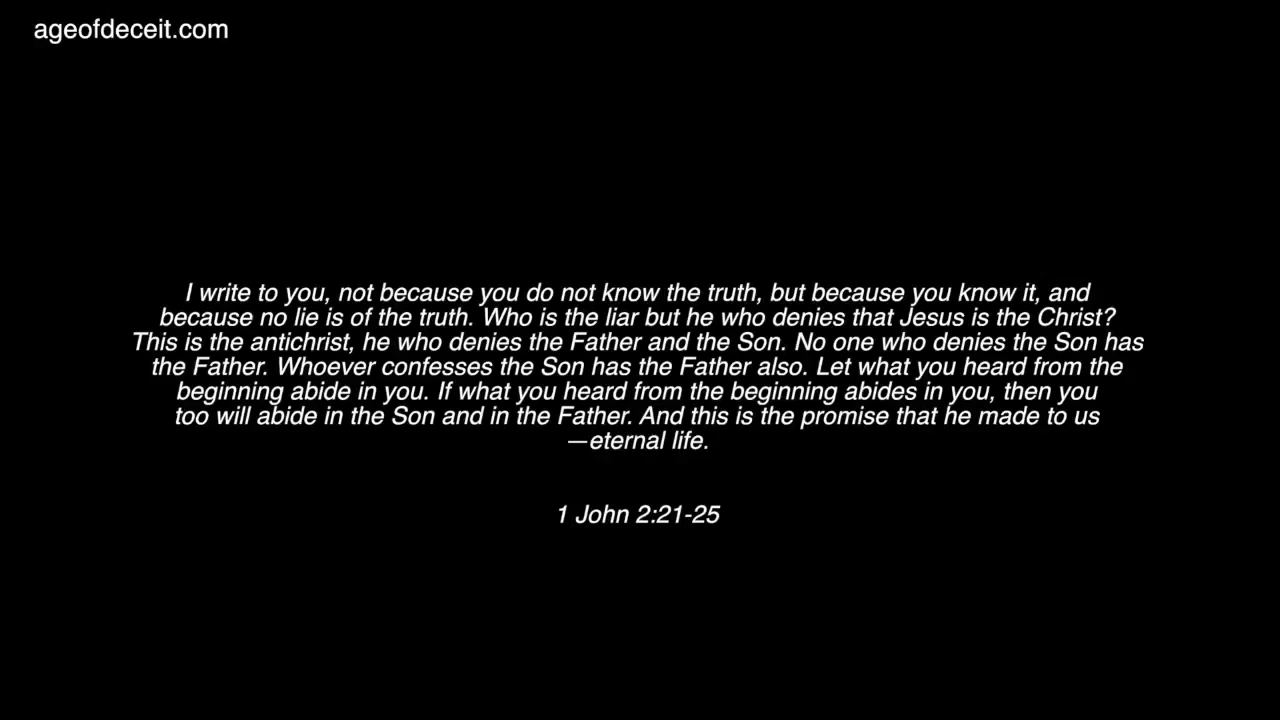 ageofdeceit.com
I write to you, not because you do not know the truth, but because you know it, and
because no lie is of the truth. Who is the liar but he who denies that Jesus is the Christ?
This is the antichrist, he who denies the Father and the Son. No one who denies the Son has
the Father. Whoever confesses the Son has the Father also. Let what you heard from the
beginning abide in you. If what you heard from the beginning abides in you, then you
too will abide in the Son and in the Father. And this is the promise that he made to us
—eternal life.
1 John 2:21-25